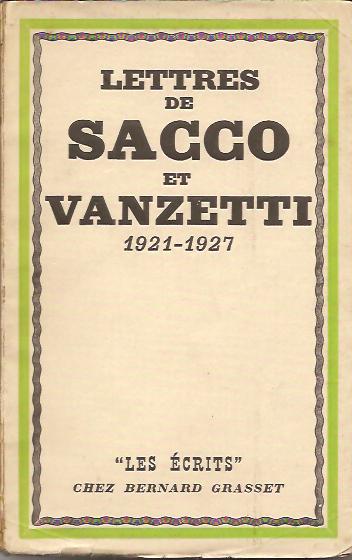 LETTRES
DE
SACCO
ET
VANZETTI
1921-1927
"LES ÉCRITS"
CHEZ BERNARD GRASSET